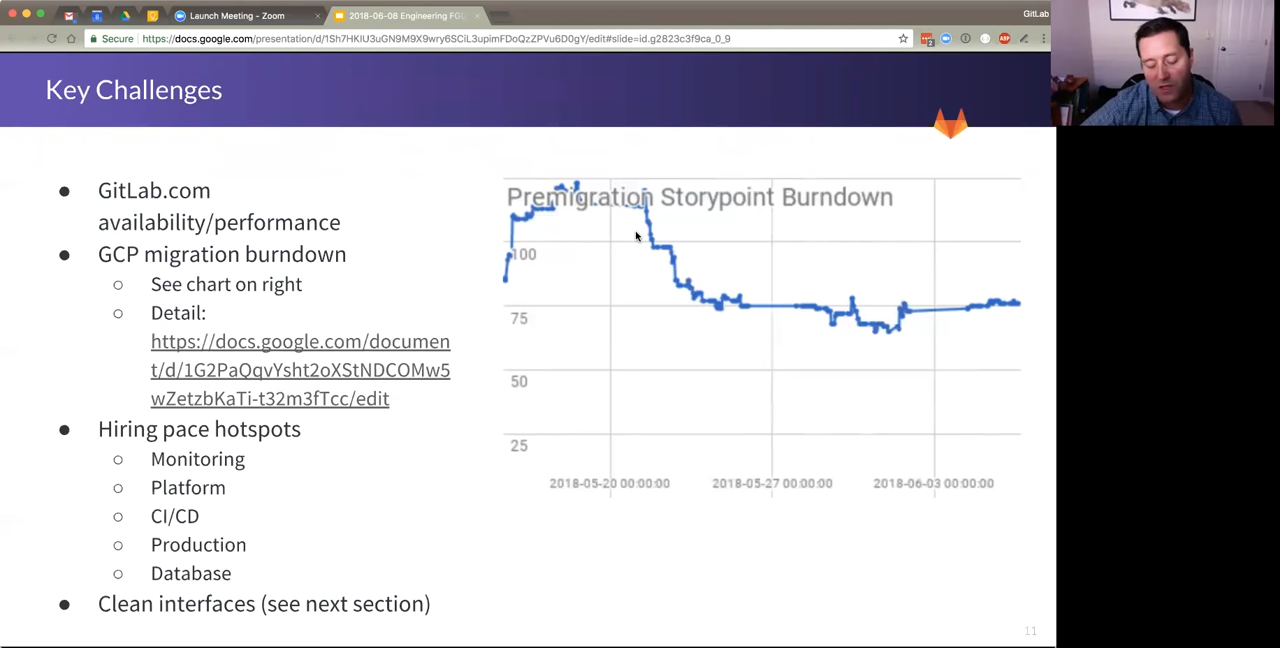 Launch Meeting - Zoom
2018-06-08 Engineering FGU
GitLab
Secure
https://docs.google.com/presentation/d/1Sh7HKIU3uGN9M9X9wry6SCiL3upimFDoQzZPVu6D0gY/edit#slide=id.g2823c3f9ca_0_9
2
ABP
Key Challenges
GitLab.com
availability/performance
GCP migration burndown
See chart on right
Detail:
https://docs.google.com/documen
t/d/1G2PaQqvYsht2oXStNDCOMw5
wZetzbKaTi-t32m3fTcc/edit
Hiring pace hotspots
Monitoring
Platform
CI/CD
Production
Database
Clean interfaces (see next section)
Premigration Storypoint Burndown
100
75
50
25
2018-05-20 00:00:00
2018-05-27 00:00:00
2018-06-03 00:00:00
11